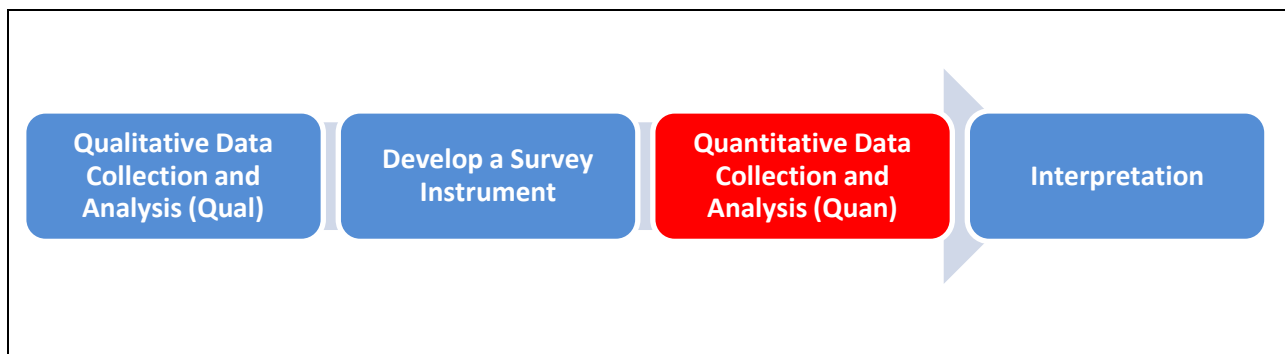 Qualitative Data
Collection and
Analysis (Qual)
Develop a Survey
Instrument
Quantitative Data
Collection and
Analysis (Quan)
Interpretation